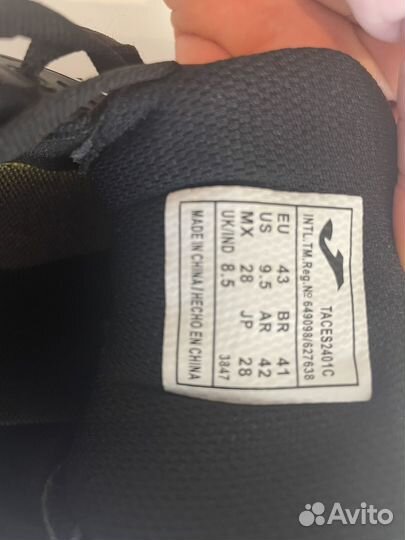 TACES2401C
INTL.TM.Reg.Nº 649098/627638
EU 43 BR 41
US 9.5 AR 42
MX 28 JP 28
UK/IND 8.5 3847
MADE IN CHINA/HECHO EN CHINA
Avito